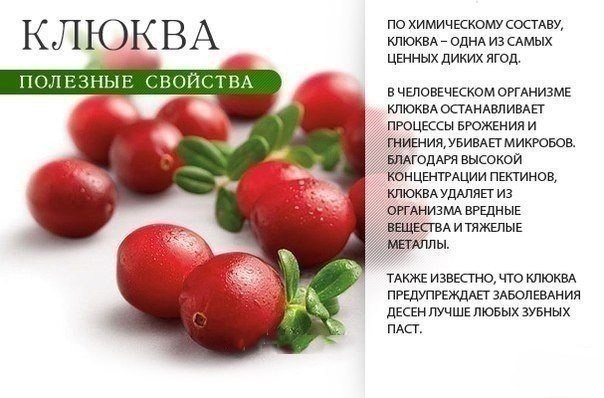 КЛЮКВА
ПОЛЕЗНЫЕ СВОЙСТВА
ПО ХИМИЧЕСКОМУ СОСТАВУ,
КЛЮКВА – ОДНА ИЗ САМЫХ
ЦЕННЫХ ДИКИХ ЯГОД.
В ЧЕЛОВЕЧЕСКОМ ОРГАНИЗМЕ
КЛЮКВА ОСТАНАВЛИВАЕТ
ПРОЦЕССЫ БРОЖЕНИЯ И
ГНИЕНИЯ, УБИВАЕТ МИКРОБОВ.
БЛАГОДАРЯ ВЫСОКОЙ
КОНЦЕНТРАЦИИ ПЕКТИНОВ,
КЛЮКВА УДАЛЯЕТ ИЗ
ОРГАНИЗМА ВРЕДНЫЕ
ВЕЩЕСТВА И ТЯЖЕЛЫЕ
МЕТАЛЛЫ.
ТАКЖЕ ИЗВЕСТНО, ЧТО КЛЮКВА
ПРЕДУПРЕЖДАЕТ ЗАБОЛЕВАНИЯ
ДЕСЕН ЛУЧШЕ ЛЮБЫХ ЗУБНЫХ
ПАСТ.